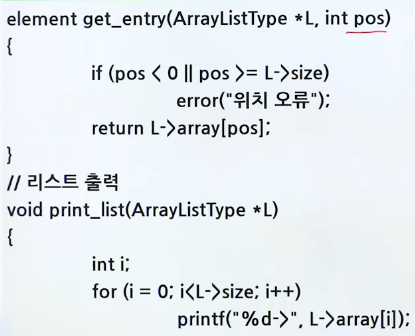 element get_entry(ArrayListType *L, int pos)
{
if (pos < 0 || pos >= L->size)
error("위치 오류");
return L->array[pos];
}
// 리스트 출력
void print_list(ArrayListType *L)
{
int i;
for (i = 0; i<L->size; i++)
printf("%d->", L->array[i]);